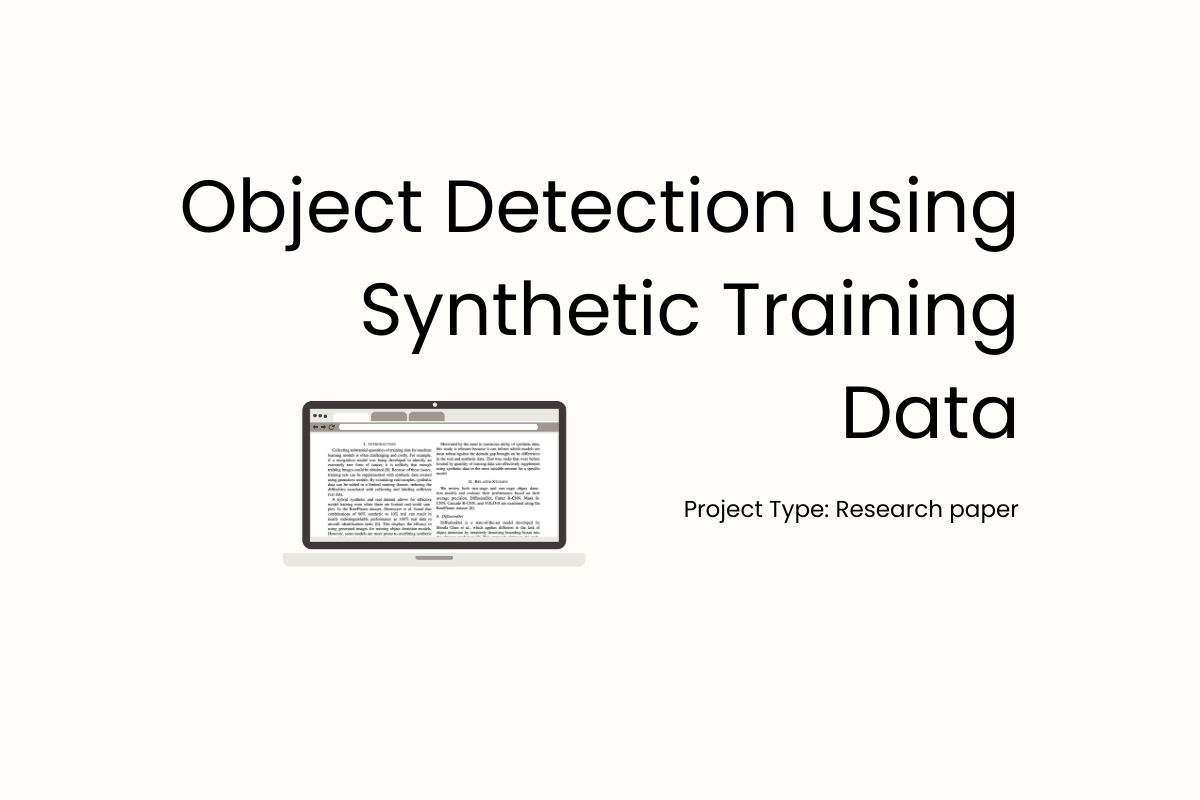 Object Detection using
Synthetic Training
Data
Project Type: Research paper
I. INTRODUCTION
Collecting substantial quantities of training data for machine
learning models is often challenging and costly. For example,
if a recognition model was being developed to identify an
extremely rare form of cancer, it is unlikely that enough
training images could be obtained [6]. Because of these issues,
training sets can be supplemented with synthetic data created
using generative models. By combining real samples, synthetic
data can be added to a limited training dataset, reducing the
difficulties associated with collecting and labeling sufficient
real data.
A hybrid synthetic and real dataset allows for effective
model training even when there are limited real-world
In the RarePlanes dataset, Shermeyer et al. found that
combinations of 90% synthetic to 10% real can result in
nearly indistinguishable performance as 100% real data in
aircraft identification tasks
This displays the efficacy in
using generated images for training object detection models.
However, some models are more prone to overfitting synthetic
Motivated by the need to maximize utility of synthetic data,
this study is relevant because it can inform which models are
most robust against the domain gap brought on by differences
in the real and synthetic data. That way, tasks that were before
limited by quantity of training data can effectively supplement
using synthetic data in the most suitable manner for a specific
model.
II. RELATED STUDIES
We review both two-stage and one-stage object detec-
tion models and evaluate their performance based on their
average precision. DiffusionDet, Faster R-CNN, Mask R-
CNN, Cascade R-CNN, and YOLOv8 are examined using the
RarePlanes dataset [6].
A. DiffusionDet
DiffusionDet is a state-of-the-art model developed by
Shoufa Chen et al., which applies diffusion to the task of
object detection by iteratively denoising bounding boxes into